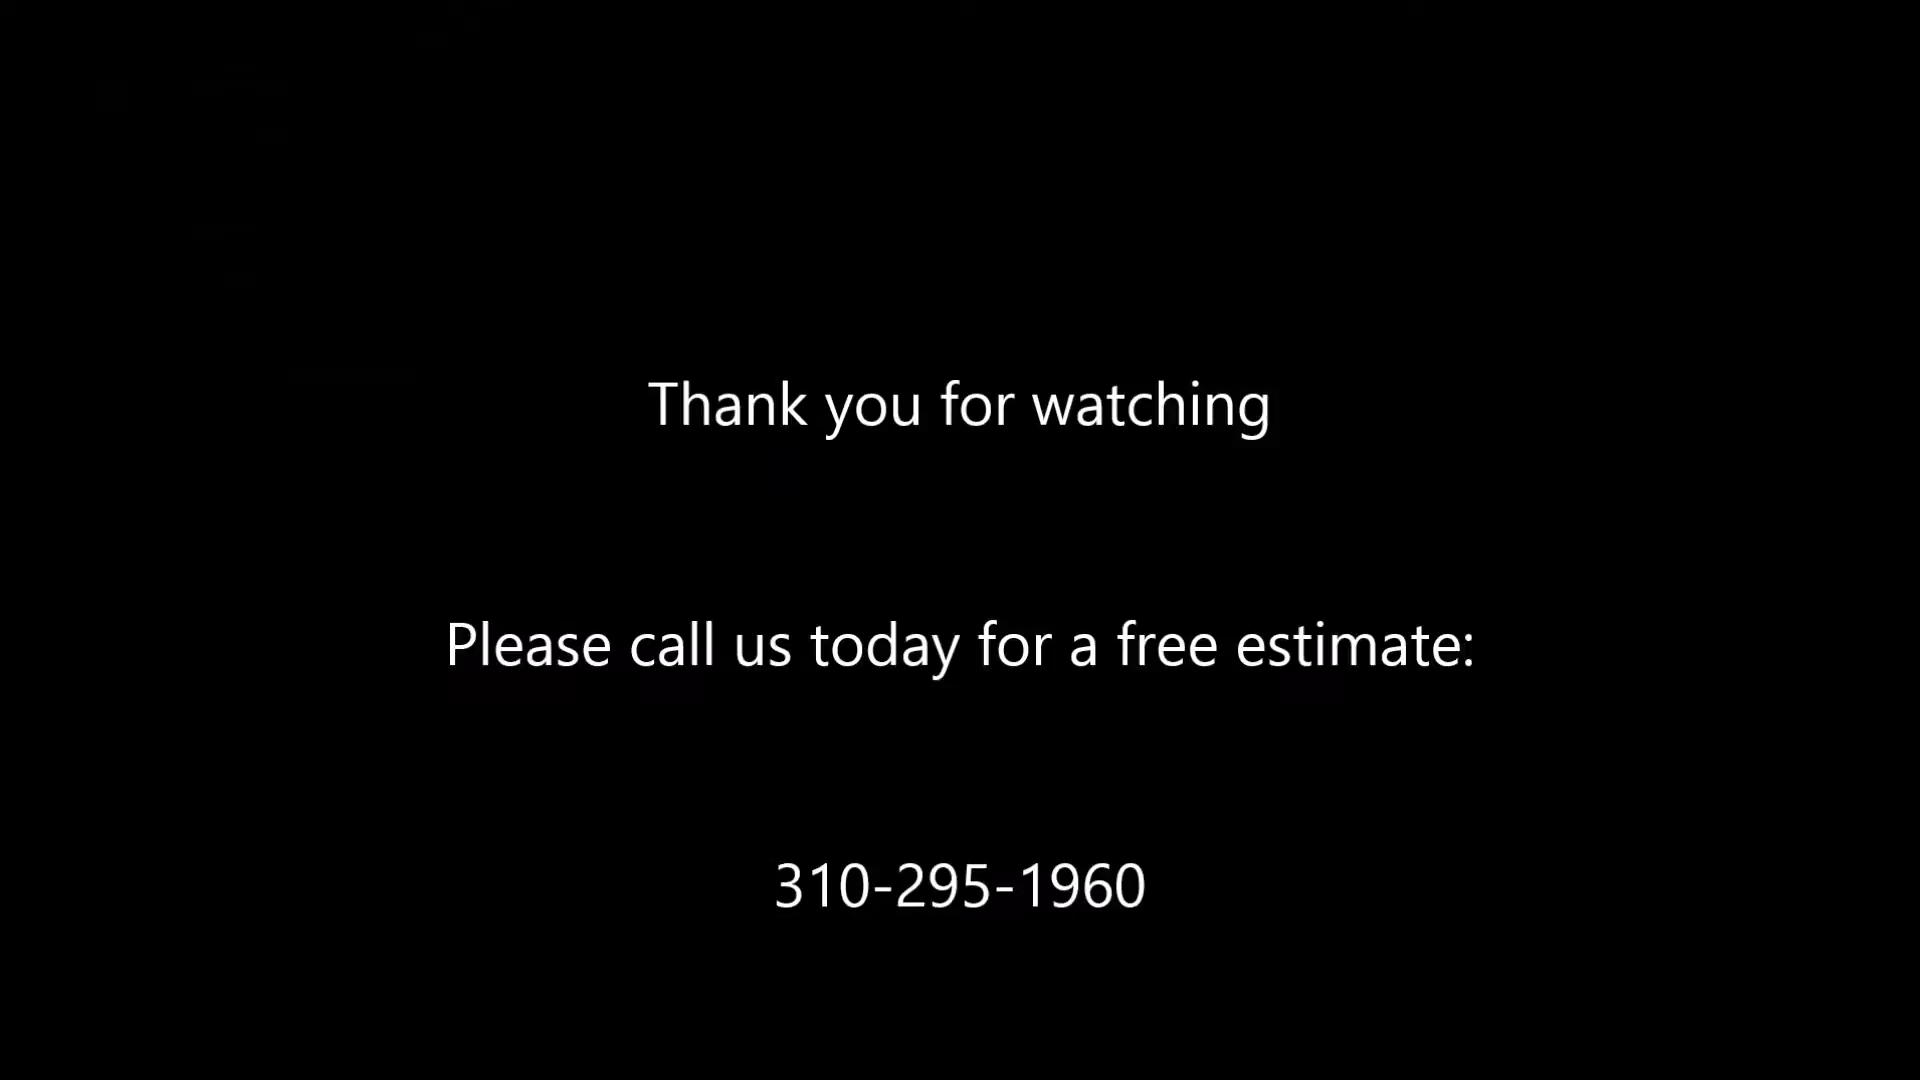 Thank you for watching
Please call us today for a free estimate:
310-295-1960